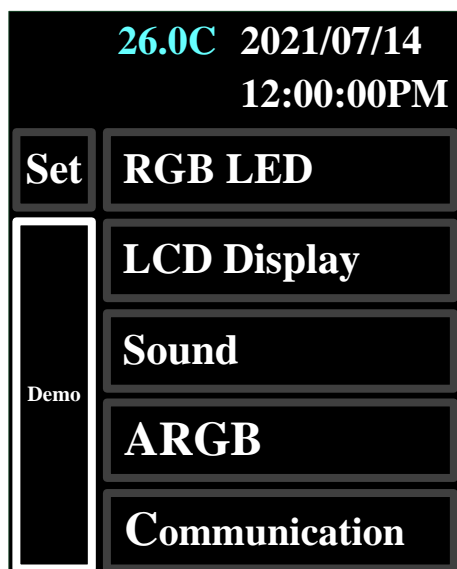 26.0C 2021/07/14
12:00:00PM
Set RGB LED
LCD Display
Sound
Demo
ARGB
Communication